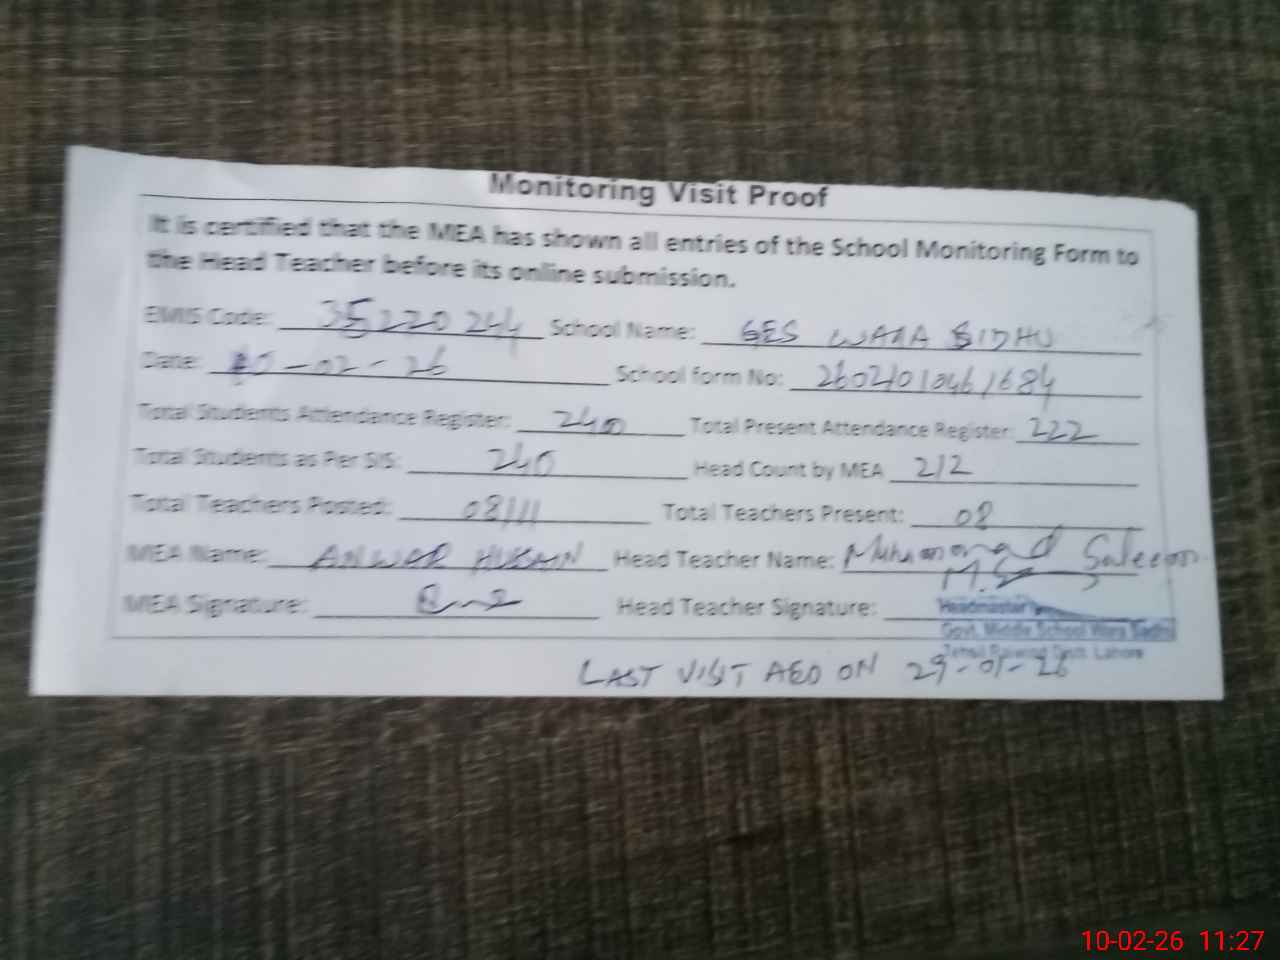 Monitoring Visit Proof
It is certified that the MEA has shown all entries of the School Monitoring Form to
the Head Teacher before its online submission.
EMIS Code: 35220244 School Name: GES WARA SIDHU
Date: 10-02-26 School form No:
Total Students Attendance Register: 240 Total Present Attendance Register: 222
Total Students as Per SIS: 240 Head Count by MEA 212
Total Teachers Posted: 08 Total Teachers Present: 08
MEA Name: ANWAR HUSAIN Head Teacher Name: Muhammad Saleem
MEA Signature: Head Teacher Signature:
Headmaster
Govt. Middle School Wara Sadhu
Tehsil Raiwind Distt. Lahore
LAST VISIT AEO ON 29-01-26
10-02-26 11:27